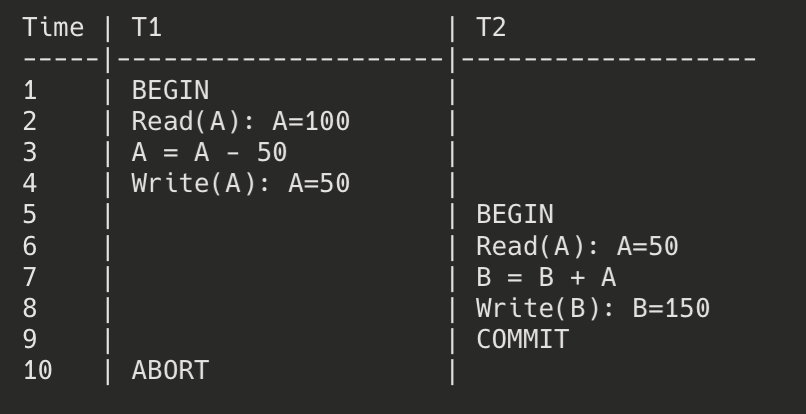 Time | T1                  | T2
-----|---------------------|-------------------
1    | BEGIN               |
2    | Read(A): A=100      |
3    | A = A - 50          |
4    | Write(A): A=50      |
5    |                     | BEGIN
6    |                     | Read(A): A=50
7    |                     | B = B + A
8    |                     | Write(B): B=150
9    |                     | COMMIT
10   | ABORT               |